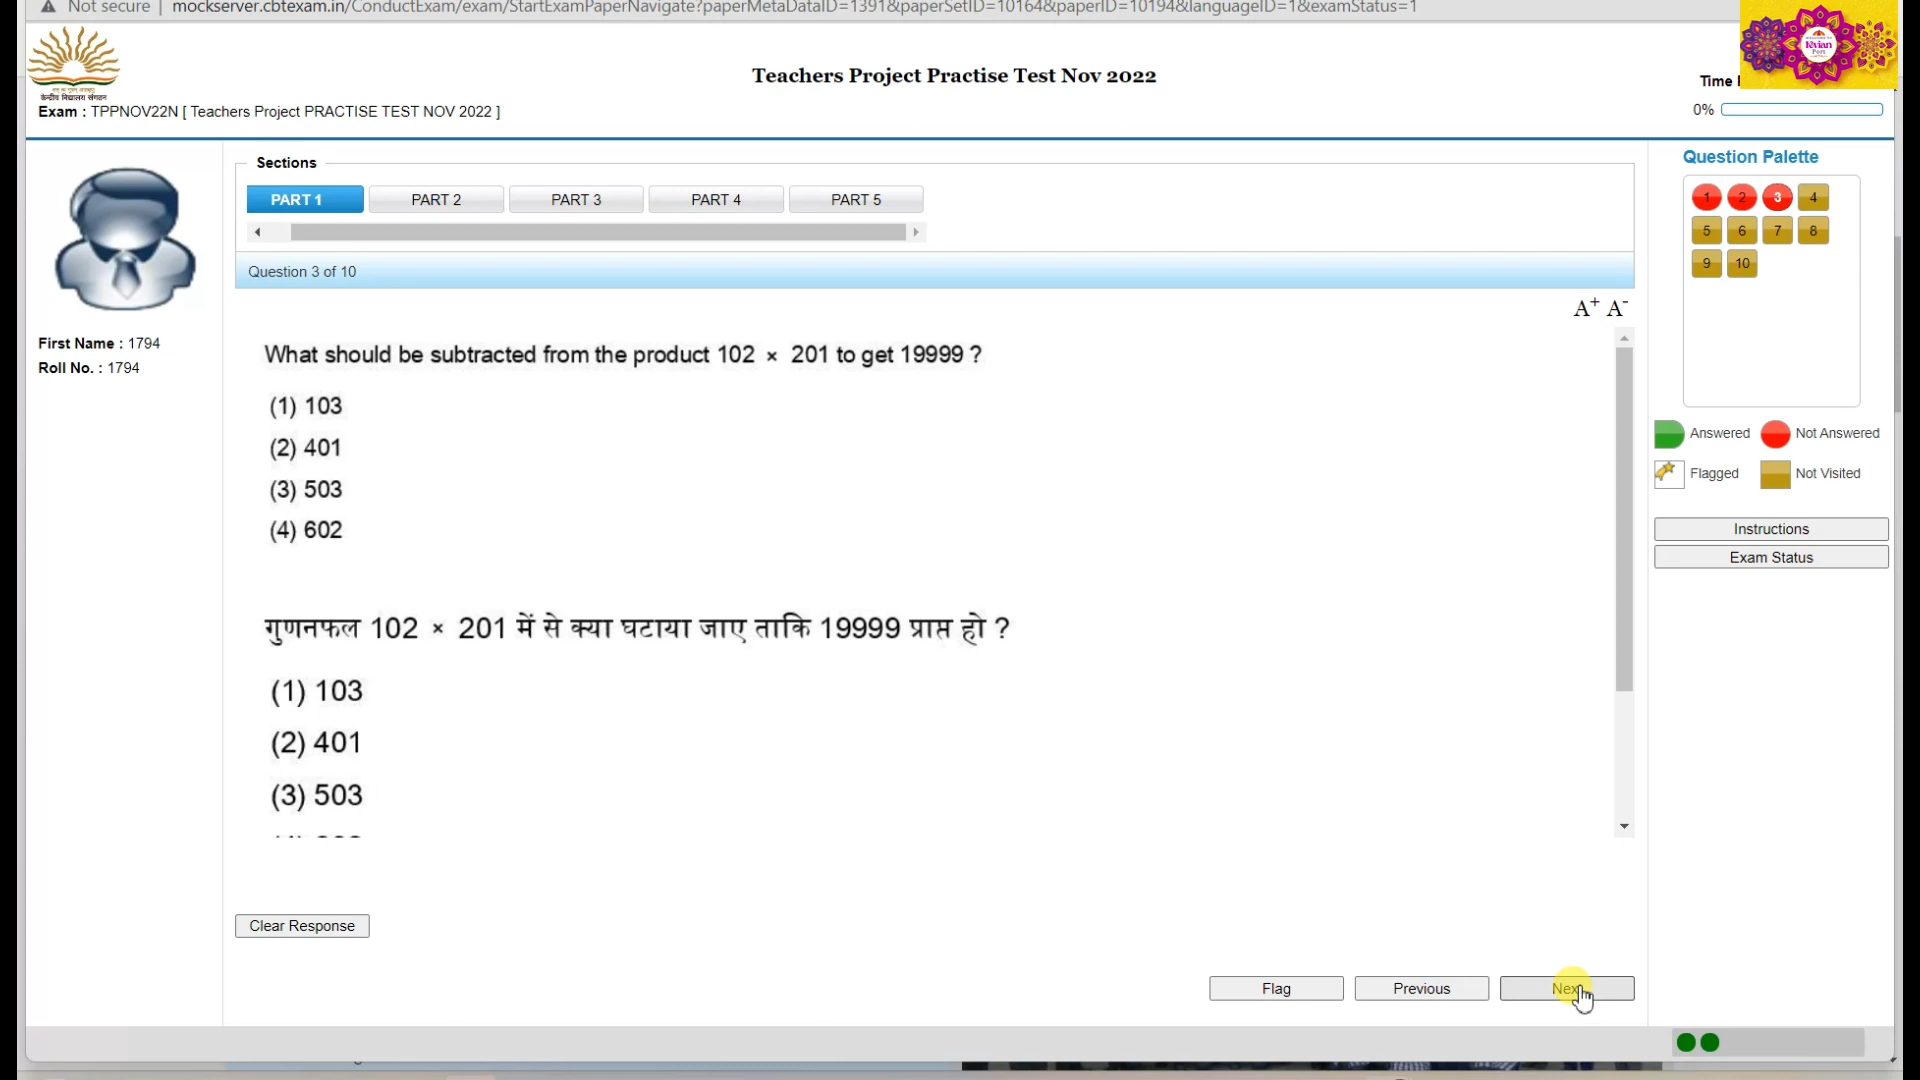 Not secure | mockserver.cbtexam.in/ConductExam/exam/StartExamPaperNavigate?paperMetaDataID=1391&paperSetID=10164&paperID=10194&languageID=1&examStatus=1
केन्द्रीय विद्यालय संगठन
Teachers Project Practise Test Nov 2022
Rvian
Time
Exam : TPPNOV22N [ Teachers Project PRACTISE TEST NOV 2022 ]
0%
Sections
Question Palette
PART 1 PART 2 PART 3 PART 4 PART 5
1 2 3 4
5 6 7 8
9 10
Question 3 of 10
A+ A-
First Name : 1794
Roll No. : 1794
What should be subtracted from the product 102 × 201 to get 19999 ?
(1) 103
(2) 401
(3) 503
(4) 602
गुणनफल 102 × 201 में से क्या घटाया जाए ताकि 19999 प्राप्त हो ?
(1) 103
(2) 401
(3) 503
Answered Not Answered
Flagged Not Visited
Instructions
Exam Status
Clear Response
Flag Previous Next